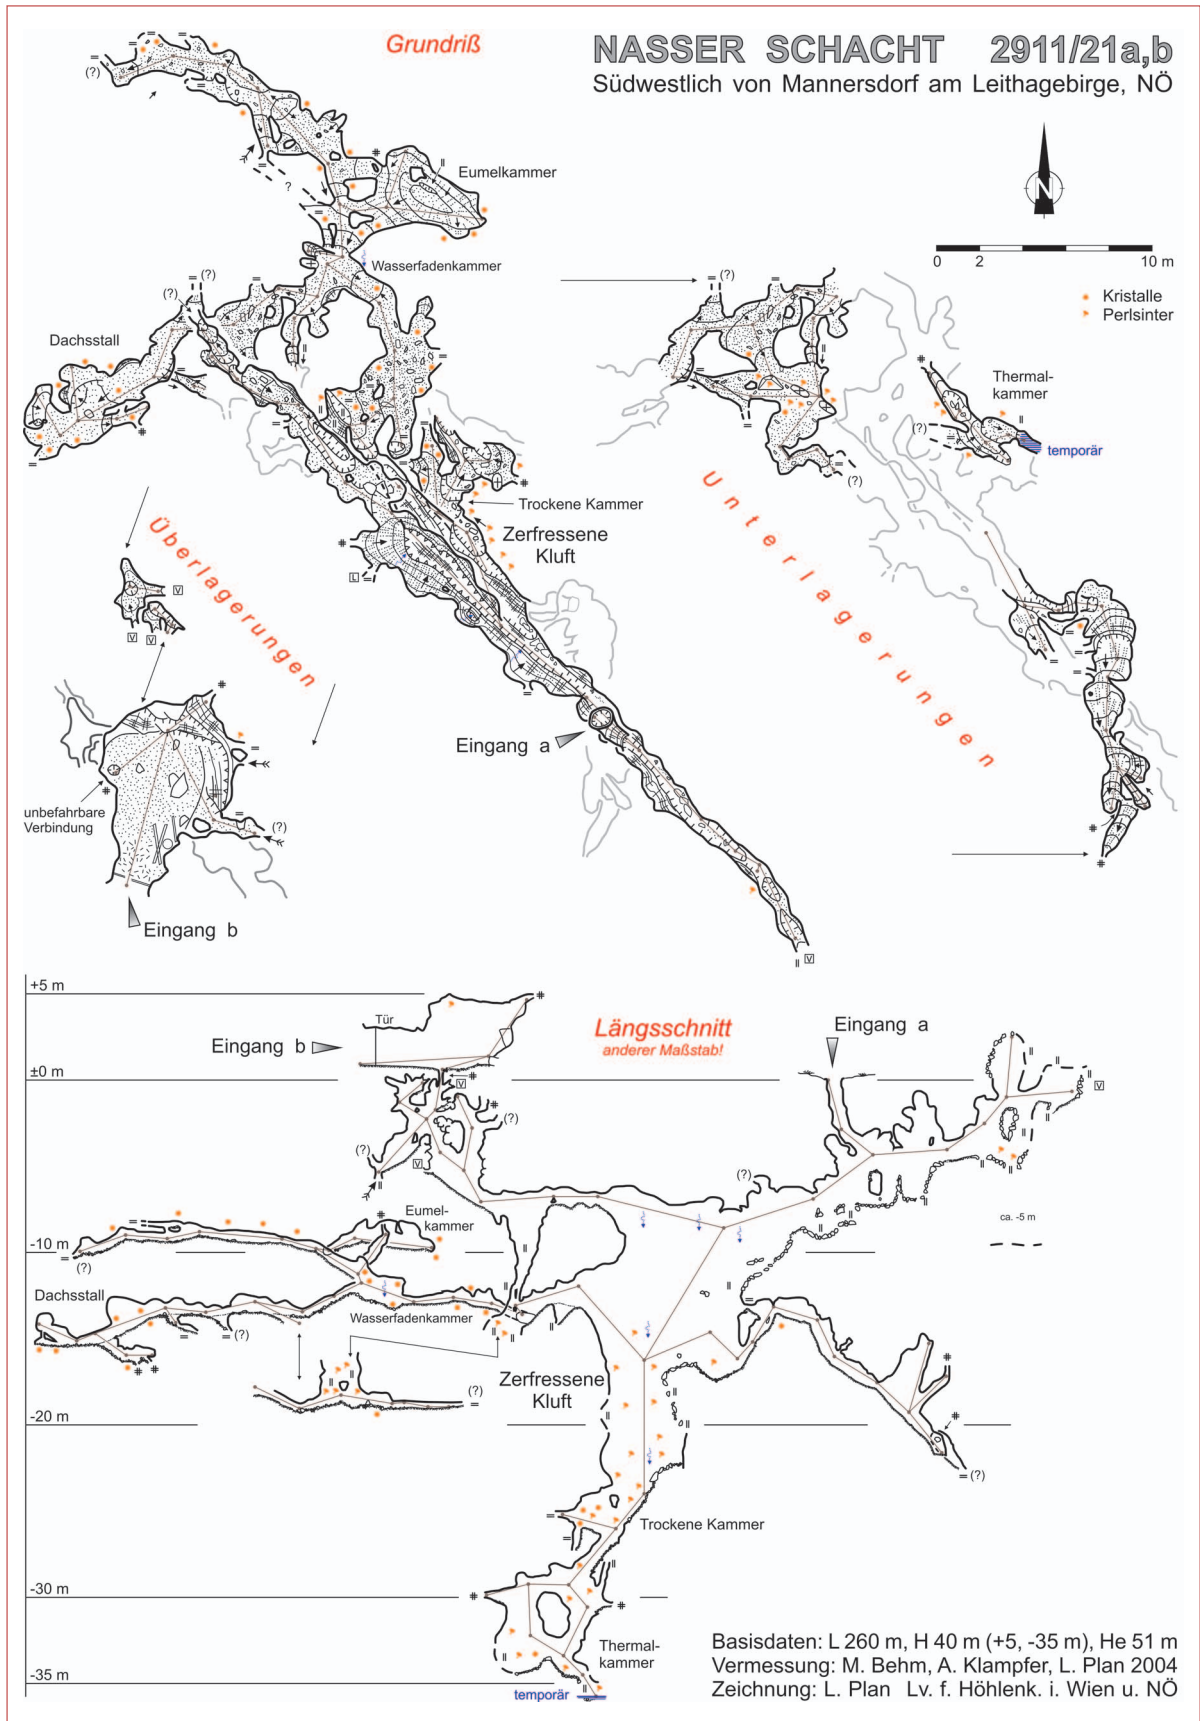 Grundriß
NASSER SCHACHT 2911/21a,b
Südwestlich von Mannersdorf am Leithagebirge, NÖ
N
0 2 10 m
Kristalle
Perlsinter
(?)
Eumelkammer
?
Wasserfadenkammer
(?)
(?)
(?)
Dachsstall
Thermal-
kammer
(?)
temporär
(?)
Trockene Kammer
Zerfressene
Kluft
L
Überlagerungen
Unterlagerungen
V
V V
Eingang a
unbefahrbare
Verbindung
(?)
Eingang b
V
+5 m
Tür
Längsschnitt
anderer Maßstab!
Eingang a
Eingang b
±0 m
V
V
(?)
(?)
V
(?)
Eumel-
kammer
ca. -5 m
-10 m
(?)
Dachsstall
Wasserfadenkammer
(?)
Zerfressene
Kluft
(?)
-20 m
(?)
Trockene Kammer
-30 m
Thermal-
kammer
-35 m
temporär
Basisdaten: L 260 m, H 40 m (+5, -35 m), He 51 m
Vermessung: M. Behm, A. Klampfer, L. Plan 2004
Zeichnung: L. Plan Lv. f. Höhlenk. i. Wien u. NÖ